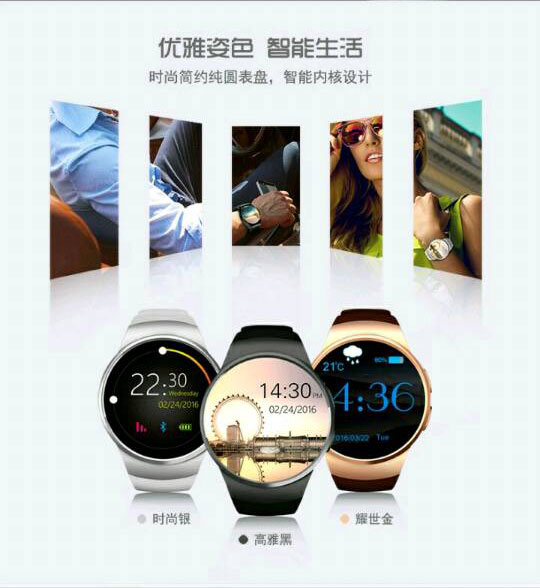 优雅姿色 智能生活
时尚简约纯圆表盘，智能内核设计
22.30
Wednesday
02/24/2016
14:30PM
02/24/2016
21℃
80%
14:36
2016/03/22 Tue
时尚银
高雅黑
耀世金